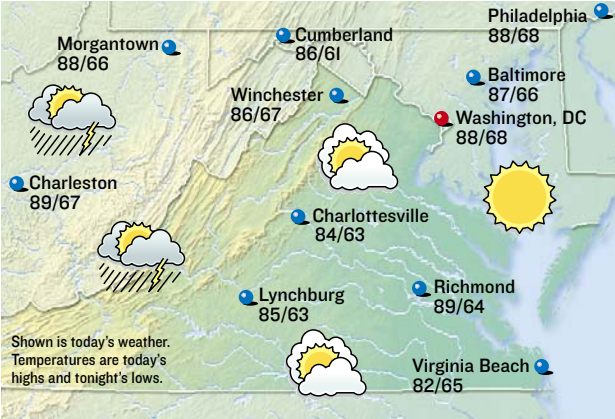 Philadelphia
88/68
Cumberland
86/61
Morgantown
88/66
Baltimore
87/66
Winchester
86/67
Washington, DC
88/68
Charleston
89/67
Charlottesville
84/63
Richmond
89/64
Lynchburg
85/63
Shown is today's weather.
Temperatures are today's
highs and tonight's lows.
Virginia Beach
82/65